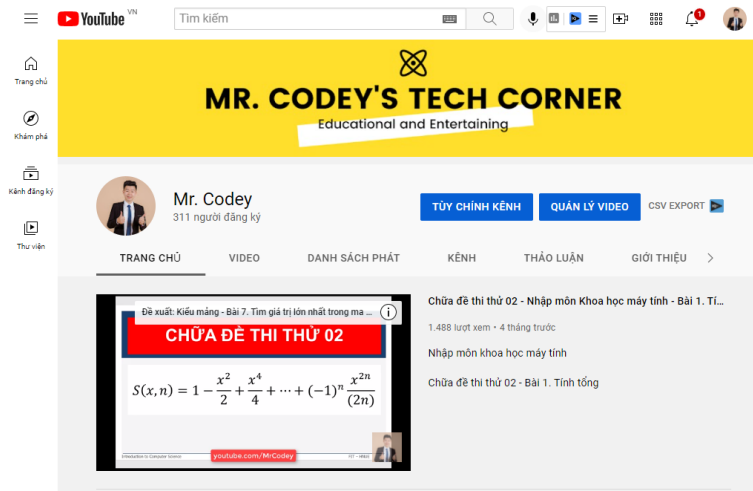 YouTube VN
Tìm kiếm
1
Trang chủ
Khám phá
Kênh đăng ký
Thư viện
MR. CODEY'S TECH CORNER
Educational and Entertaining
Mr. Codey
311 người đăng ký
TÙY CHỈNH KÊNH
QUẢN LÝ VIDEO
CSV EXPORT
TRANG CHỦ
VIDEO
DANH SÁCH PHÁT
KÊNH
THẢO LUẬN
GIỚI THIỆU
Đề xuất: Kiểu mảng - Bài 7. Tìm giá trị lớn nhất trong ma ...
CHỮA ĐỀ THI THỬ 02
S(x, n) = 1 − x²/2 + x⁴/4 + ⋯ + (−1)ⁿ x²ⁿ/(2n)
Introduction to Computer Science
youtube.com/MrCodey
Chữa đề thi thử 02 - Nhập môn Khoa học máy tính - Bài 1. Tí...
1.488 lượt xem • 4 tháng trước
Nhập môn khoa học máy tính
Chữa đề thi thử 02 - Bài 1. Tính tổng